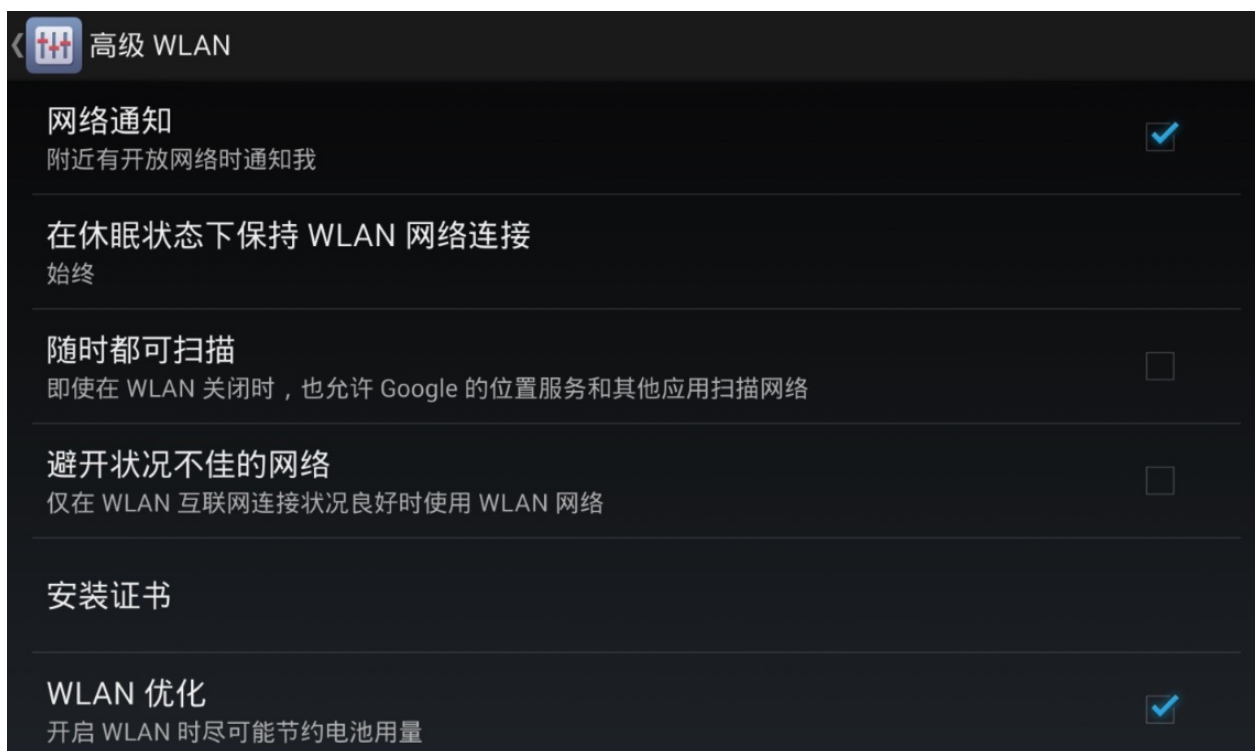 高级 WLAN
网络通知
附近有开放网络时通知我
在休眠状态下保持 WLAN 网络连接
始终
随时都可扫描
即使在 WLAN 关闭时，也允许 Google 的位置服务和其他应用扫描网络
避开状况不佳的网络
仅在 WLAN 互联网连接状况良好时使用 WLAN 网络
安装证书
WLAN 优化
开启 WLAN 时尽可能节约电池用量